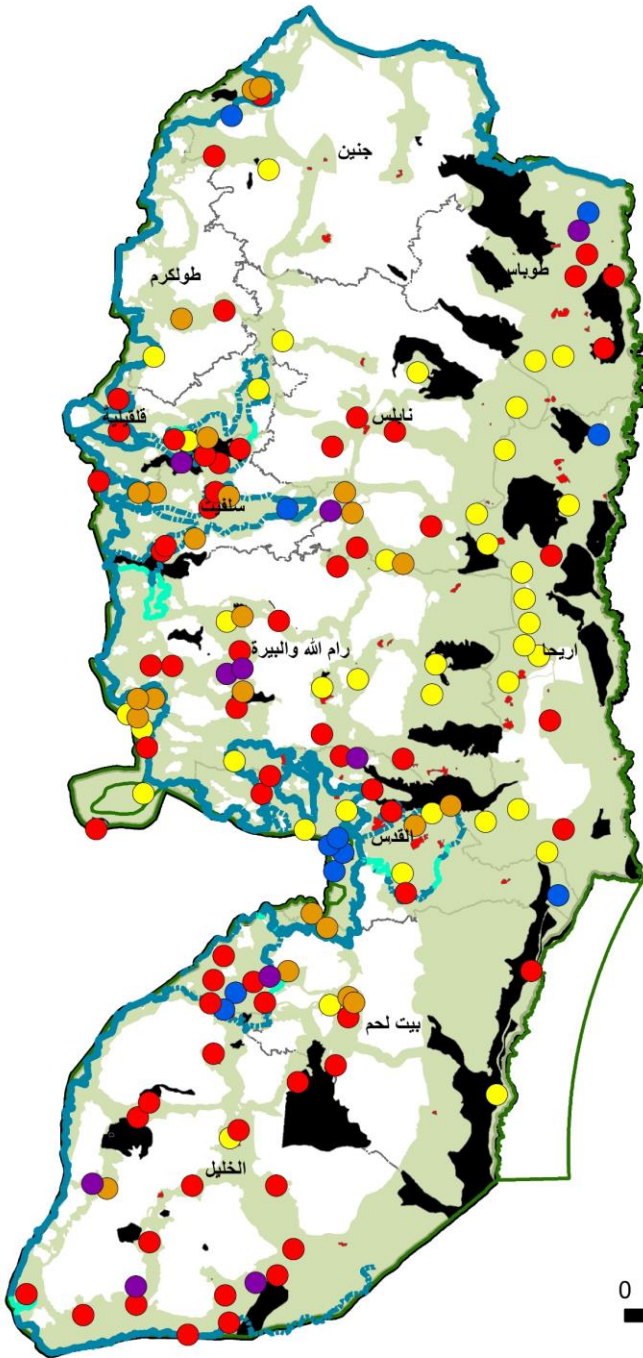 جنين
طوباس
طولكرم
قلقيلية
نابلس
سلفيت
رام الله والبيرة
اريحا
القدس
بيت لحم
الخليل
0